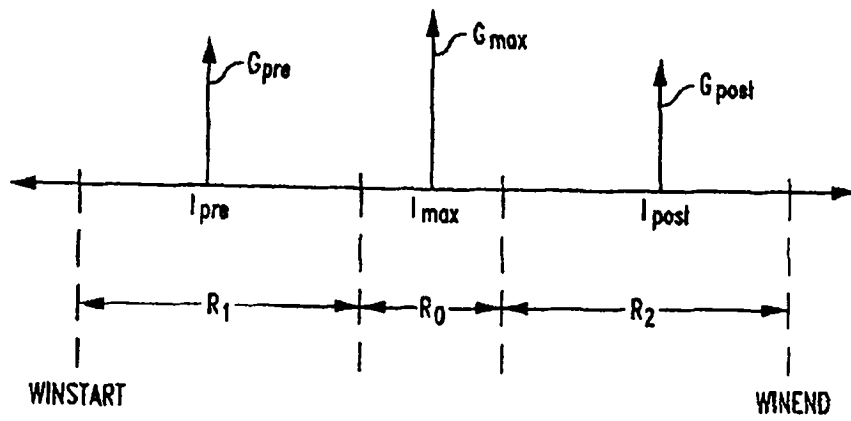 Gpre
Gmax
Gpost
Ipre
Imax
Ipost
R1
R0
R2
WINSTART
WINEND